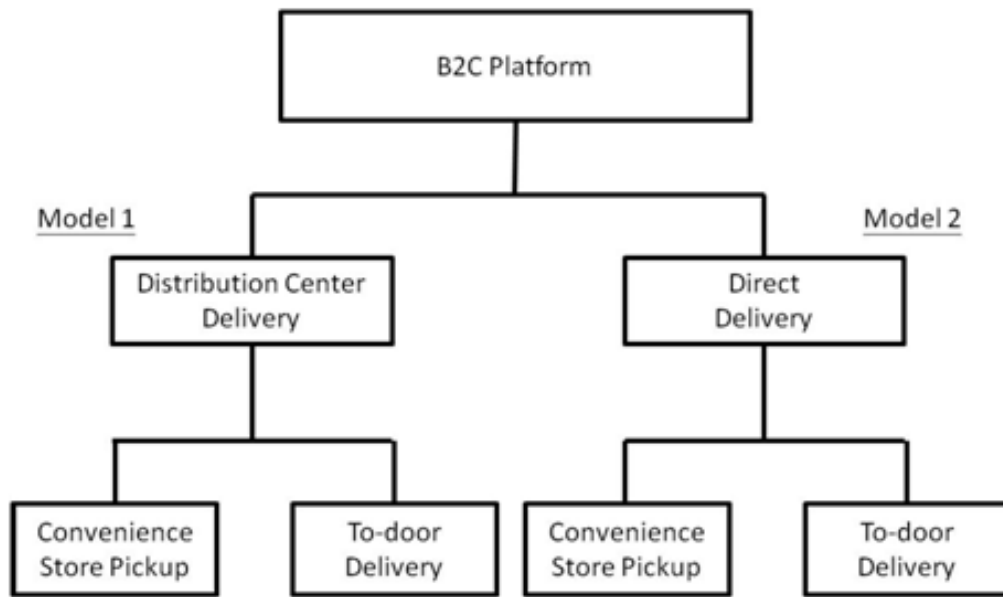 B2C Platform
Model 1
Model 2
Distribution Center
Delivery
Direct
Delivery
Convenience
Store Pickup
To-door
Delivery
Convenience
Store Pickup
To-door
Delivery